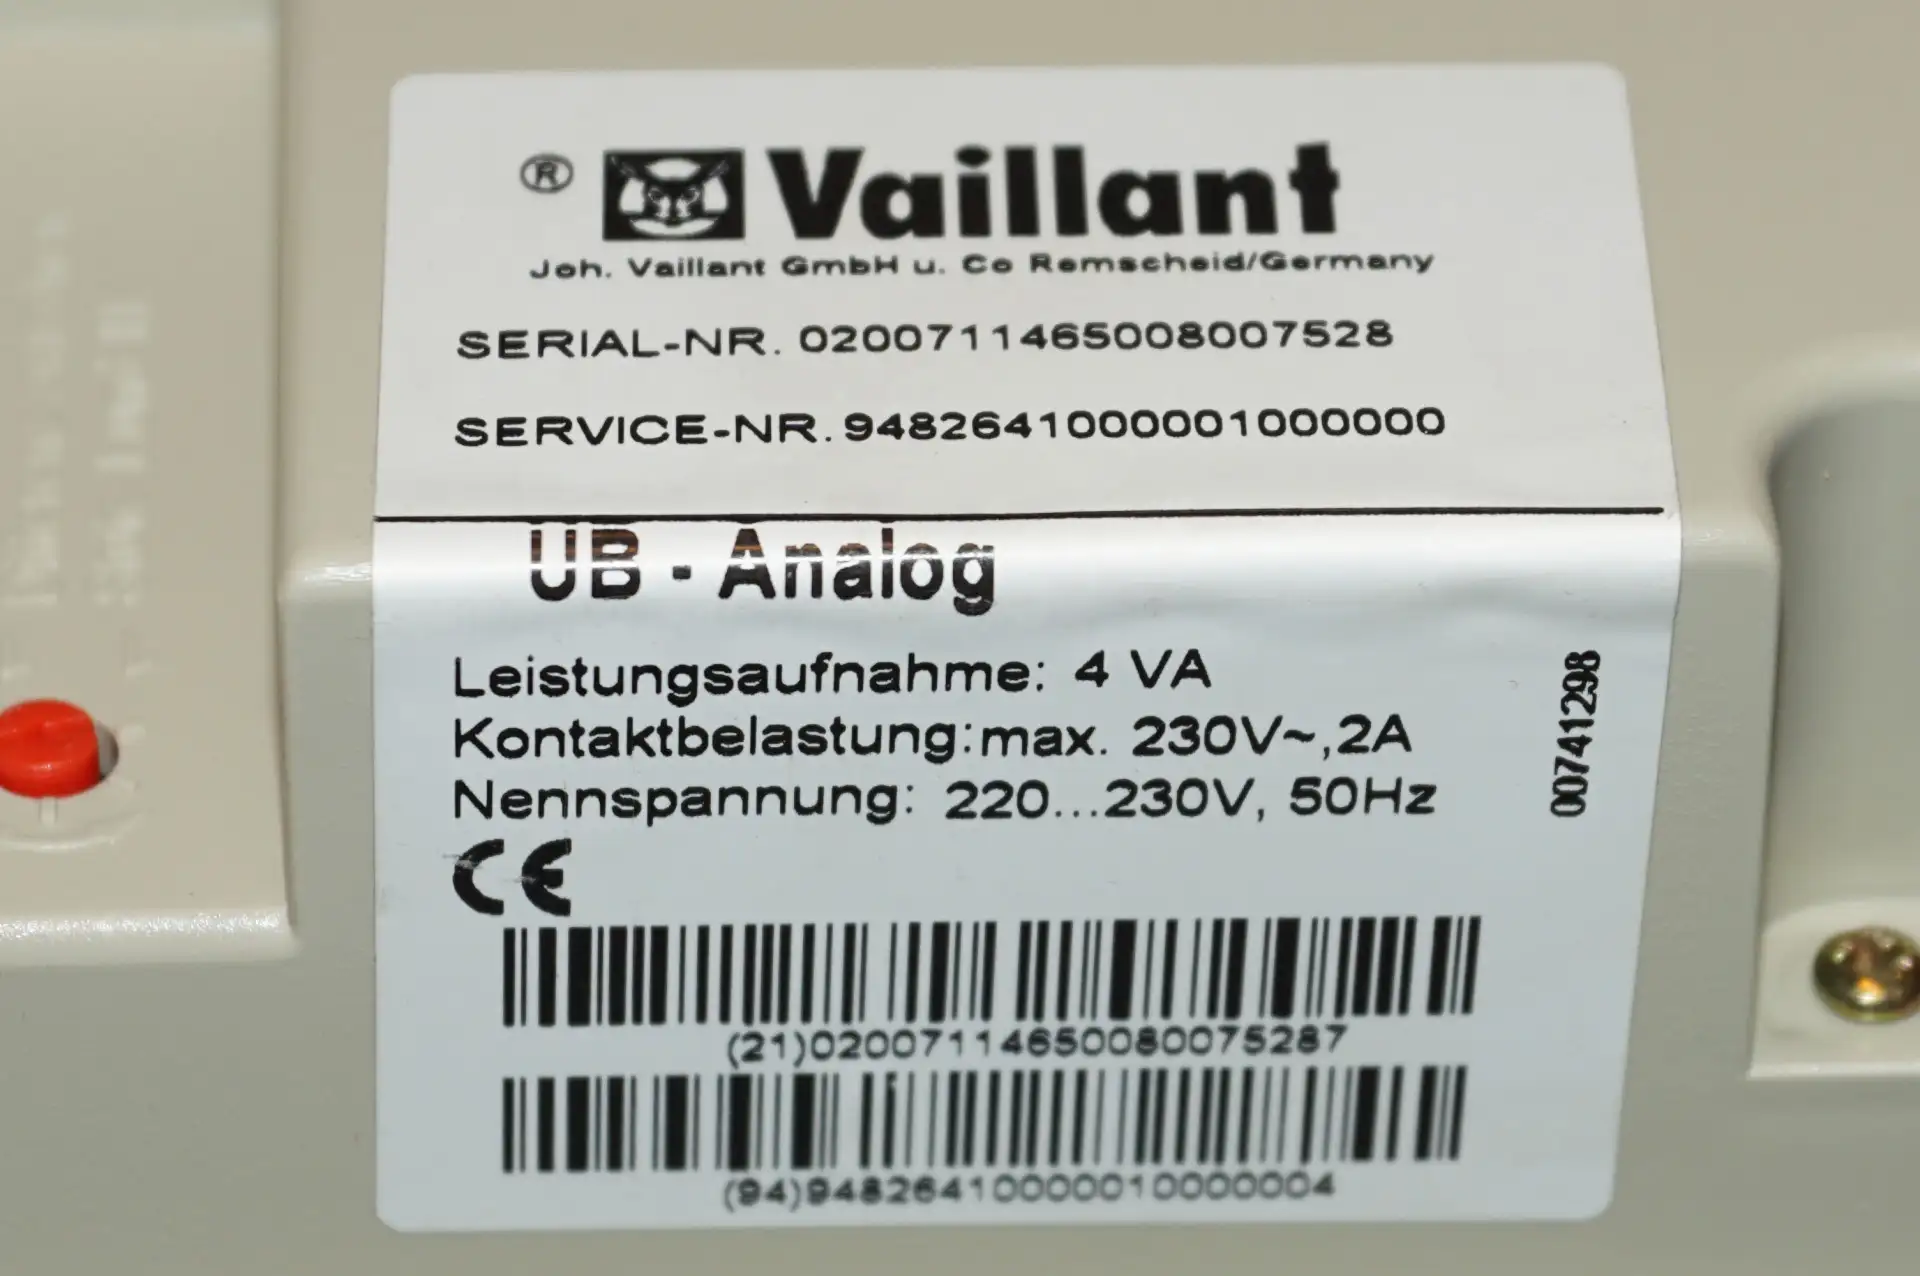 ® Vaillant
Joh. Vaillant GmbH u. Co Remscheid/Germany
SERIAL-NR. 0200711465008007528
SERVICE-NR. 9482641000001000000
UB - Analog
Leistungsaufnahme: 4 VA
Kontaktbelastung: max. 230V~,2A
Nennspannung: 220...230V, 50Hz
CE
00741298
(21)02007114650080075287
(94)94826410000010000004